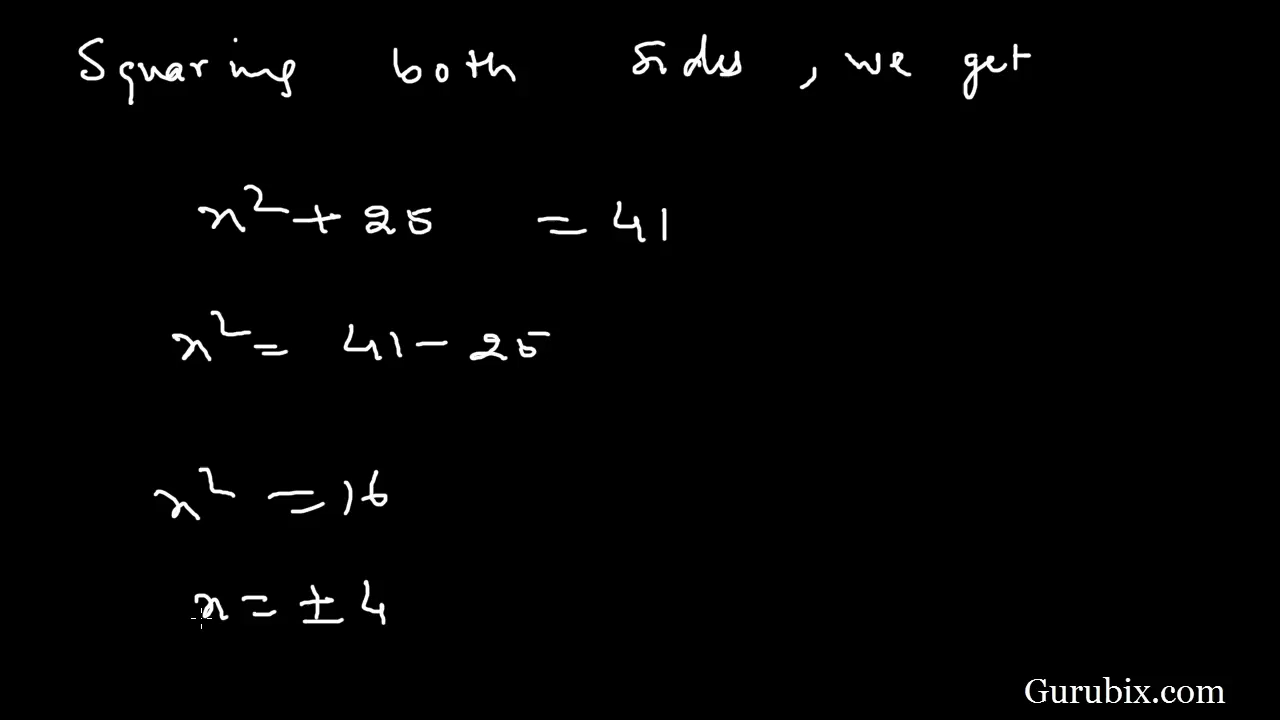 Squaring both sides, we get
x² + 25 = 41
x² = 41 - 25
x² = 16
x = ± 4
Gurubix.com